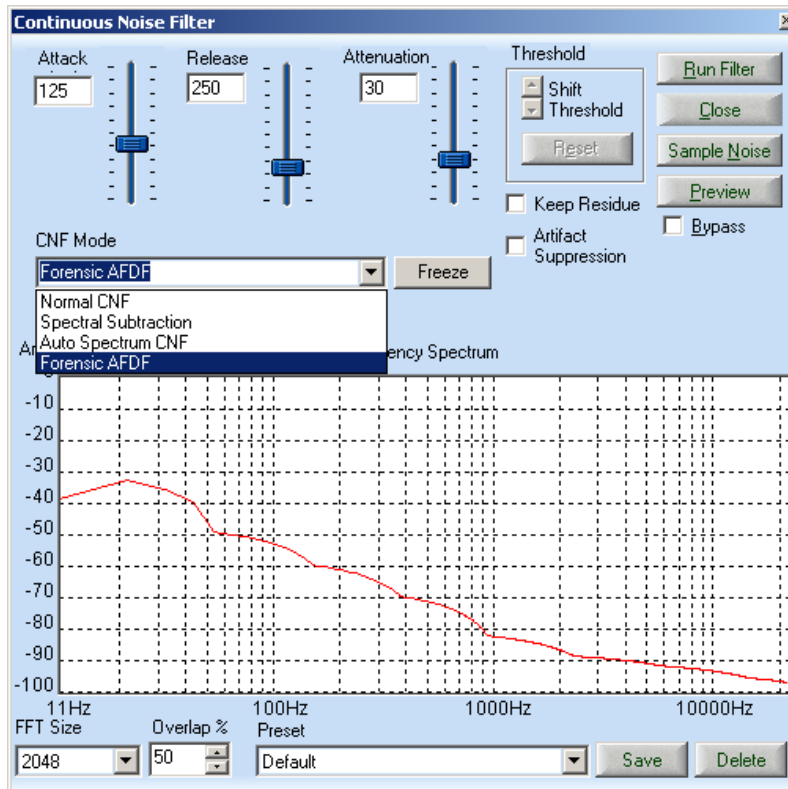 Continuous Noise Filter
Attack
125
Release
250
Attenuation
30
Threshold
Shift
Threshold
Reset
Run Filter
Close
Sample Noise
Preview
Bypass
Keep Residue
Artifact
Suppression
CNF Mode
Forensic AFDF
Freeze
Normal CNF
Spectral Subtraction
Auto Spectrum CNF
Forensic AFDF
ency Spectrum
-10
-20
-30
-40
-50
-60
-70
-80
-90
-100
11Hz
100Hz
1000Hz
10000Hz
FFT Size
2048
Overlap %
50
Preset
Default
Save
Delete